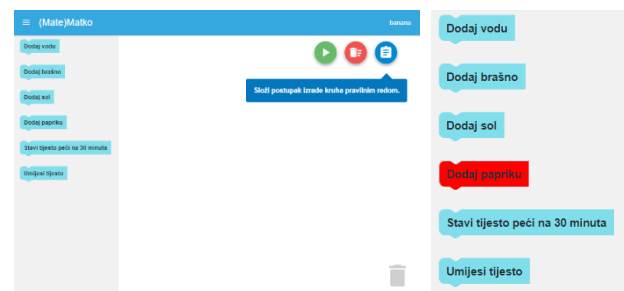 (Mate)Matko
banana
Dodaj vodu
Dodaj brašno
Dodaj sol
Dodaj papriku
Stavi tijesto peći na 30 minuta
Umijesi tijesto
Složi postupak izrade kruha pravilnim redom.
Dodaj vodu
Dodaj brašno
Dodaj sol
Dodaj papriku
Stavi tijesto peći na 30 minuta
Umijesi tijesto